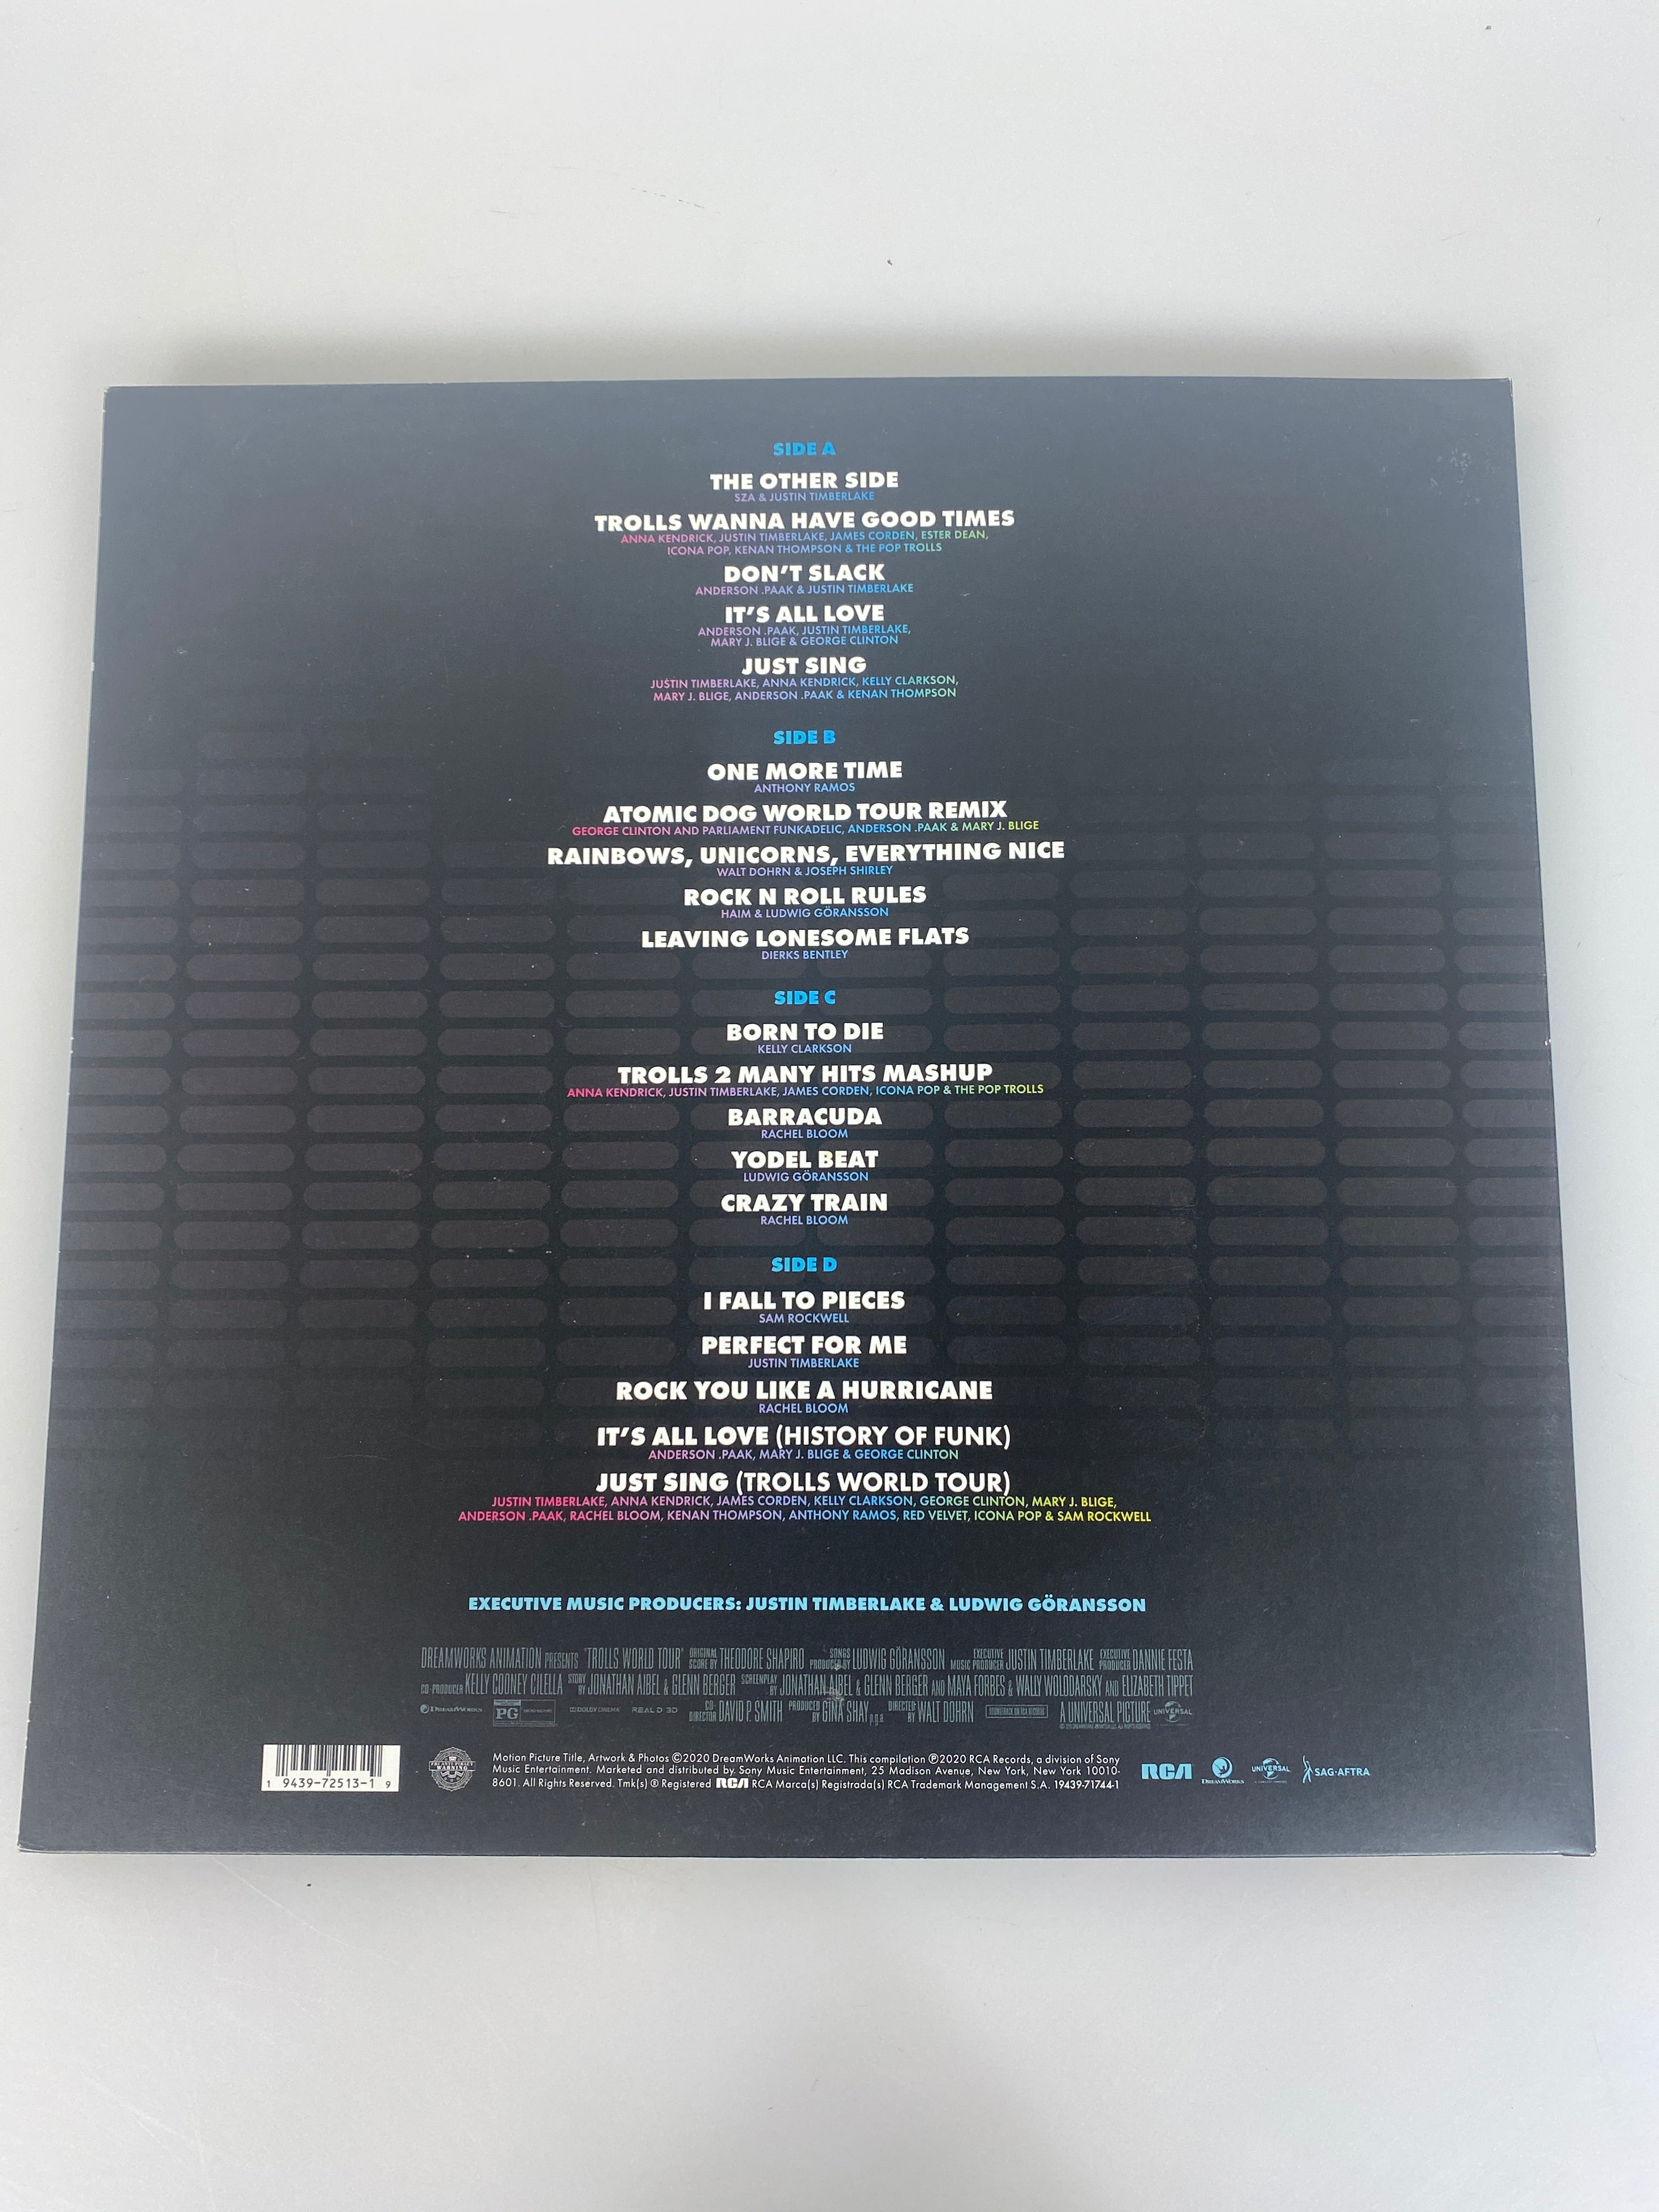 SIDE A
THE OTHER SIDE
SZA & JUSTIN TIMBERLAKE
TROLLS WANNA HAVE GOOD TIMES
ANNA KENDRICK, JUSTIN TIMBERLAKE, JAMES CORDEN, ESTER DEAN,
ICONA POP, KENAN THOMPSON & THE POP TROLLS
DON'T SLACK
ANDERSON .PAAK & JUSTIN TIMBERLAKE
IT'S ALL LOVE
ANDERSON .PAAK, JUSTIN TIMBERLAKE,
MARY J. BLIGE & GEORGE CLINTON
JUST SING
JUSTIN TIMBERLAKE, ANNA KENDRICK, KELLY CLARKSON,
MARY J. BLIGE, ANDERSON .PAAK & KENAN THOMPSON
SIDE B
ONE MORE TIME
ANTHONY RAMOS
ATOMIC DOG WORLD TOUR REMIX
GEORGE CLINTON AND PARLIAMENT FUNKADELIC, ANDERSON .PAAK & MARY J. BLIGE
RAINBOWS, UNICORNS, EVERYTHING NICE
WALT DOHRN & JOSEPH SHIRLEY
ROCK N ROLL RULES
HAIM & LUDWIG GÖRANSSON
LEAVING LONESOME FLATS
DIERKS BENTLEY
SIDE C
BORN TO DIE
KELLY CLARKSON
TROLLS 2 MANY HITS MASHUP
ANNA KENDRICK, JUSTIN TIMBERLAKE, JAMES CORDEN, ICONA POP & THE POP TROLLS
BARRACUDA
RACHEL BLOOM
YODEL BEAT
LUDWIG GÖRANSSON
CRAZY TRAIN
RACHEL BLOOM
SIDE D
I FALL TO PIECES
SAM ROCKWELL
PERFECT FOR ME
JUSTIN TIMBERLAKE
ROCK YOU LIKE A HURRICANE
RACHEL BLOOM
IT'S ALL LOVE (HISTORY OF FUNK)
ANDERSON .PAAK, MARY J. BLIGE & GEORGE CLINTON
JUST SING (TROLLS WORLD TOUR)
JUSTIN TIMBERLAKE, ANNA KENDRICK, JAMES CORDEN, KELLY CLARKSON, GEORGE CLINTON, MARY J. BLIGE,
ANDERSON .PAAK, RACHEL BLOOM, KENAN THOMPSON, ANTHONY RAMOS, RED VELVET, ICONA POP & SAM ROCKWELL
EXECUTIVE MUSIC PRODUCERS: JUSTIN TIMBERLAKE & LUDWIG GÖRANSSON
DREAMWORKS ANIMATION PRESENTS "TROLLS WORLD TOUR" ORIGINAL SCORE BY THEODORE SHAPIRO SONGS PRODUCED BY LUDWIG GÖRANSSON EXECUTIVE MUSIC PRODUCER JUSTIN TIMBERLAKE EXECUTIVE PRODUCER DANNIE FESTA
CO-PRODUCER KELLY COONEY CILELLA STORY BY JONATHAN AIBEL & GLENN BERGER SCREENPLAY BY JONATHAN AIBEL & GLENN BERGER AND MAYA FORBES & WALLY WOLODARSKY AND ELIZABETH TIPPET
DREAMWORKS PG DOLBY CINEMA REAL D 3D CO-DIRECTOR DAVID P. SMITH PRODUCED BY GINA SHAY, p.g.a. DIRECTED BY WALT DOHRN SOUNDTRACK ON RCA RECORDS A UNIVERSAL PICTURE UNIVERSAL
1 9439-72513-1 9
WARNING
Motion Picture Title, Artwork & Photos ©2020 DreamWorks Animation LLC. This compilation ℗2020 RCA Records, a division of Sony
Music Entertainment. Marketed and distributed by Sony Music Entertainment, 25 Madison Avenue, New York, New York 10010-
8601. All Rights Reserved. Tmk(s) ® Registered RCA RCA Marca(s) Registrada(s) RCA Trademark Management S.A. 19439-71744-1
RCA DREAMWORKS UNIVERSAL SAG·AFTRA